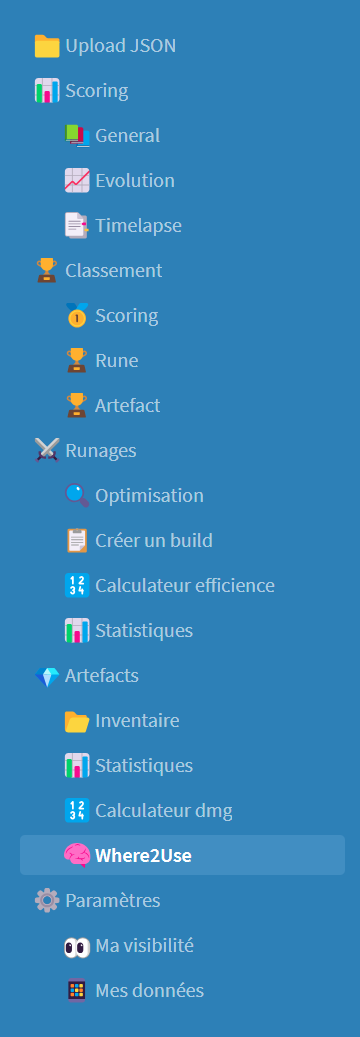 Upload JSON
Scoring
General
Evolution
Timelapse
Classement
Scoring
Rune
Artefact
Runages
Optimisation
Créer un build
Calculateur efficience
Statistiques
Artefacts
Inventaire
Statistiques
Calculateur dmg
Where2Use
Paramètres
Ma visibilité
Mes données